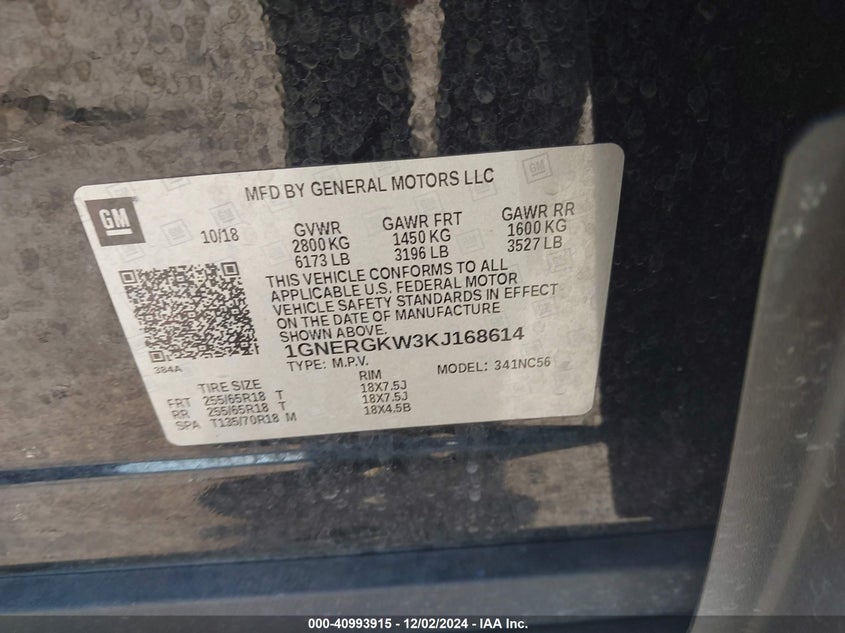 MFD BY GENERAL MOTORS LLC
GM
10/18 GVWR GAWR FRT GAWR RR
2800 KG 1450 KG 1600 KG
6173 LB 3196 LB 3527 LB
THIS VEHICLE CONFORMS TO ALL
APPLICABLE U.S. FEDERAL MOTOR
VEHICLE SAFETY STANDARDS IN EFFECT
ON THE DATE OF MANUFACTURE
SHOWN ABOVE.
1GNERGKW3KJ168614
384A
TYPE: M.P.V. MODEL: 341NC56
TIRE SIZE RIM
FRT 255/65R18 T 18X7.5J
RR 255/65R18 T 18X7.5J
SPA T135/70R18 M 18X4.5B
000-40993915 - 12/02/2024 - IAA Inc.